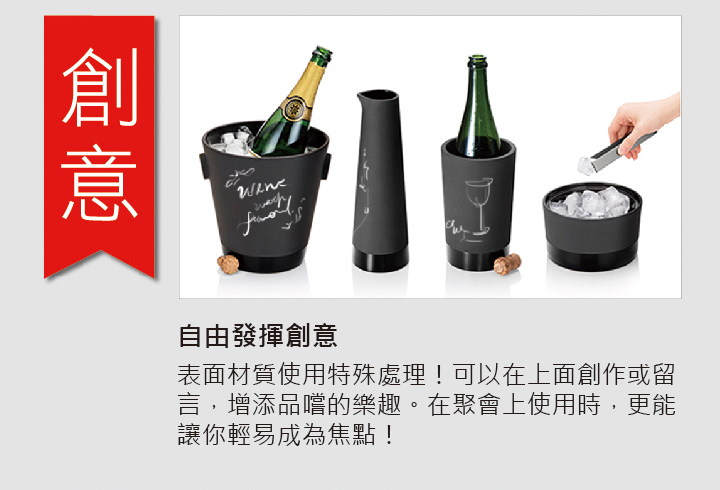 創意
Wine
自由發揮創意
表面材質使用特殊處理！可以在上面創作或留
言，增添品嚐的樂趣。在聚會上使用時，更能
讓你輕易成為焦點！